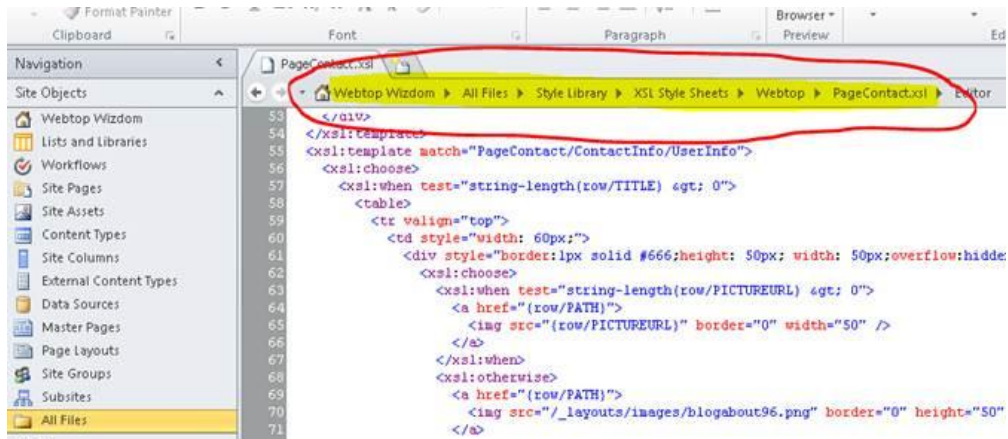 Format Painter
Browser
Clipboard Font Paragraph Preview Ed
Navigation
PageContact.xsl
Site Objects
Webtop Wizdom All Files Style Library XSL Style Sheets Webtop PageContact.xsl Editor
Webtop Wizdom
Lists and Libraries
Workflows
Site Pages
Site Assets
Content Types
Site Columns
External Content Types
Data Sources
Master Pages
Page Layouts
Site Groups
Subsites
All Files
53 </div>
54 </xsl:template>
55 <xsl:template match="PageContact/ContactInfo/UserInfo">
56 <xsl:choose>
57 <xsl:when test="string-length(row/TITLE) &gt; 0">
58 <table>
59 <tr valign="top">
60 <td style="width: 60px;">
61 <div style="border:1px solid #666;height: 50px; width: 50px;overflow:hidde
62 <xsl:choose>
63 <xsl:when test="string-length(row/PICTUREURL) &gt; 0">
64 <a href="{row/PATH}">
65 <img src="{row/PICTUREURL}" border="0" width="50" />
66 </a>
67 </xsl:when>
68 <xsl:otherwise>
69 <a href="{row/PATH}">
70 <img src="/_layouts/images/blogabout96.png" border="0" height="50"
71 </a>